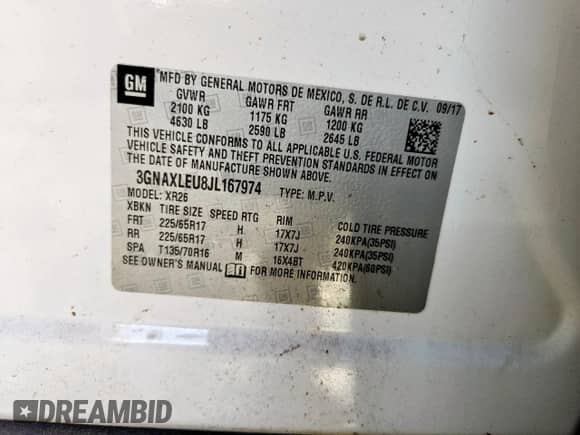 GM
MFD BY GENERAL MOTORS DE MEXICO, S. DE R.L. DE C.V. 09/17
GVWR GAWR FRT GAWR RR
2100 KG 1175 KG 1200 KG
4630 LB 2590 LB 2645 LB
THIS VEHICLE CONFORMS TO ALL APPLICABLE U.S. FEDERAL MOTOR
VEHICLE SAFETY, BUMPER, AND THEFT PREVENTION STANDARDS IN EFFECT ON
THE DATE OF MANUFACTURE SHOWN ABOVE.
3GNAXLEU8JL167974 TYPE: M.P.V.
MODEL: XR26
XBKN TIRE SIZE SPEED RTG RIM COLD TIRE PRESSURE
FRT 225/65R17 H 17X7J 240KPA(35PSI)
RR 225/65R17 H 17X7J 240KPA(35PSI)
SPA T135/70R16 M 16X4BT 420KPA(60PSI)
SEE OWNER'S MANUAL FOR MORE INFORMATION.
DREAMBID